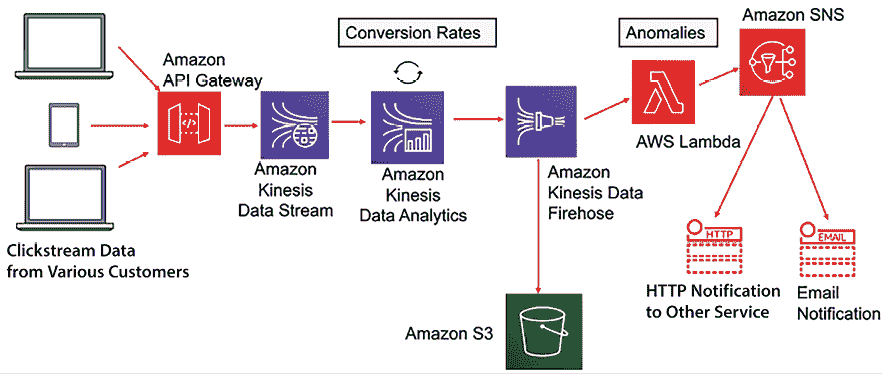 Amazon
API Gateway
Conversion Rates
Anomalies
Amazon SNS
AWS Lambda
Amazon
Kinesis
Data Stream
Amazon
Kinesis
Data Analytics
Amazon
Kinesis Data
Firehose
Clickstream Data
from Various Customers
HTTP
EMAIL
HTTP Notification
to Other Service
Email
Notification
Amazon S3